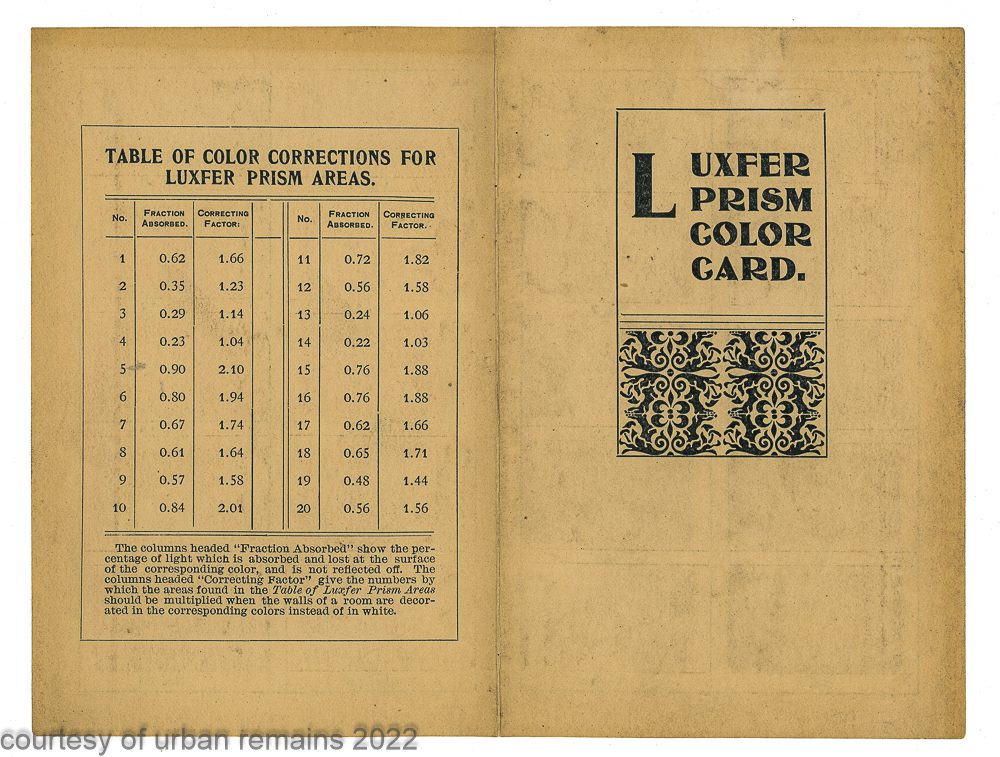 TABLE OF COLOR CORRECTIONS FOR
LUXFER PRISM AREAS.
No. FRACTION ABSORBED. CORRECTING FACTOR: No. FRACTION ABSORBED. CORRECTING FACTOR.
1 0.62 1.66 11 0.72 1.82
2 0.35 1.23 12 0.56 1.58
3 0.29 1.14 13 0.24 1.06
4 0.23 1.04 14 0.22 1.03
5 0.90 2.10 15 0.76 1.88
6 0.80 1.94 16 0.76 1.88
7 0.67 1.74 17 0.62 1.66
8 0.61 1.64 18 0.65 1.71
9 0.57 1.58 19 0.48 1.44
10 0.84 2.01 20 0.56 1.56
The columns headed "Fraction Absorbed" show the per-
centage of light which is absorbed and lost at the surface
of the corresponding color, and is not reflected off. The
columns headed "Correcting Factor" give the numbers by
which the areas found in the Table of Luxfer Prism Areas
should be multiplied when the walls of a room are decor-
ated in the corresponding colors instead of in white.
LUXFER
PRISM
COLOR
CARD.
courtesy of urban remains 2022